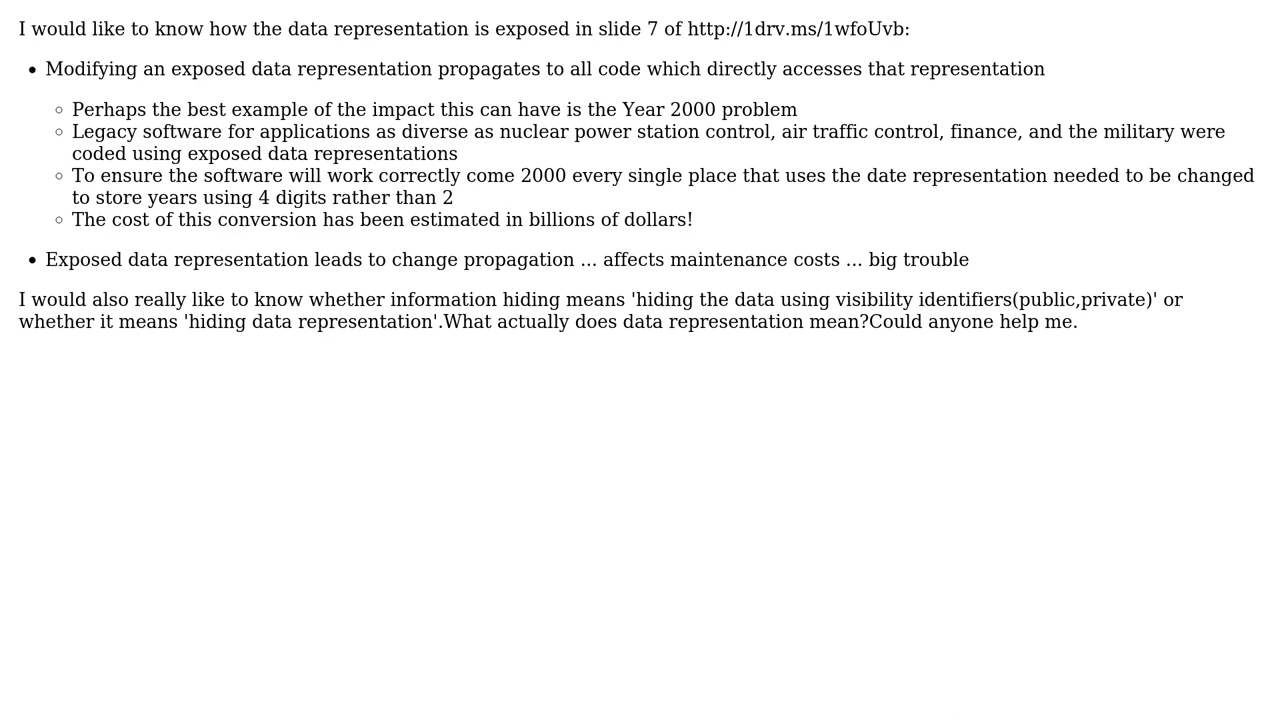 I would like to know how the data representation is exposed in slide 7 of http://1drv.ms/1wfoUvb:
Modifying an exposed data representation propagates to all code which directly accesses that representation
Perhaps the best example of the impact this can have is the Year 2000 problem
Legacy software for applications as diverse as nuclear power station control, air traffic control, finance, and the military were
coded using exposed data representations
To ensure the software will work correctly come 2000 every single place that uses the date representation needed to be changed
to store years using 4 digits rather than 2
The cost of this conversion has been estimated in billions of dollars!
Exposed data representation leads to change propagation ... affects maintenance costs ... big trouble
I would also really like to know whether information hiding means 'hiding the data using visibility identifiers(public,private)' or
whether it means 'hiding data representation'.What actually does data representation mean?Could anyone help me.